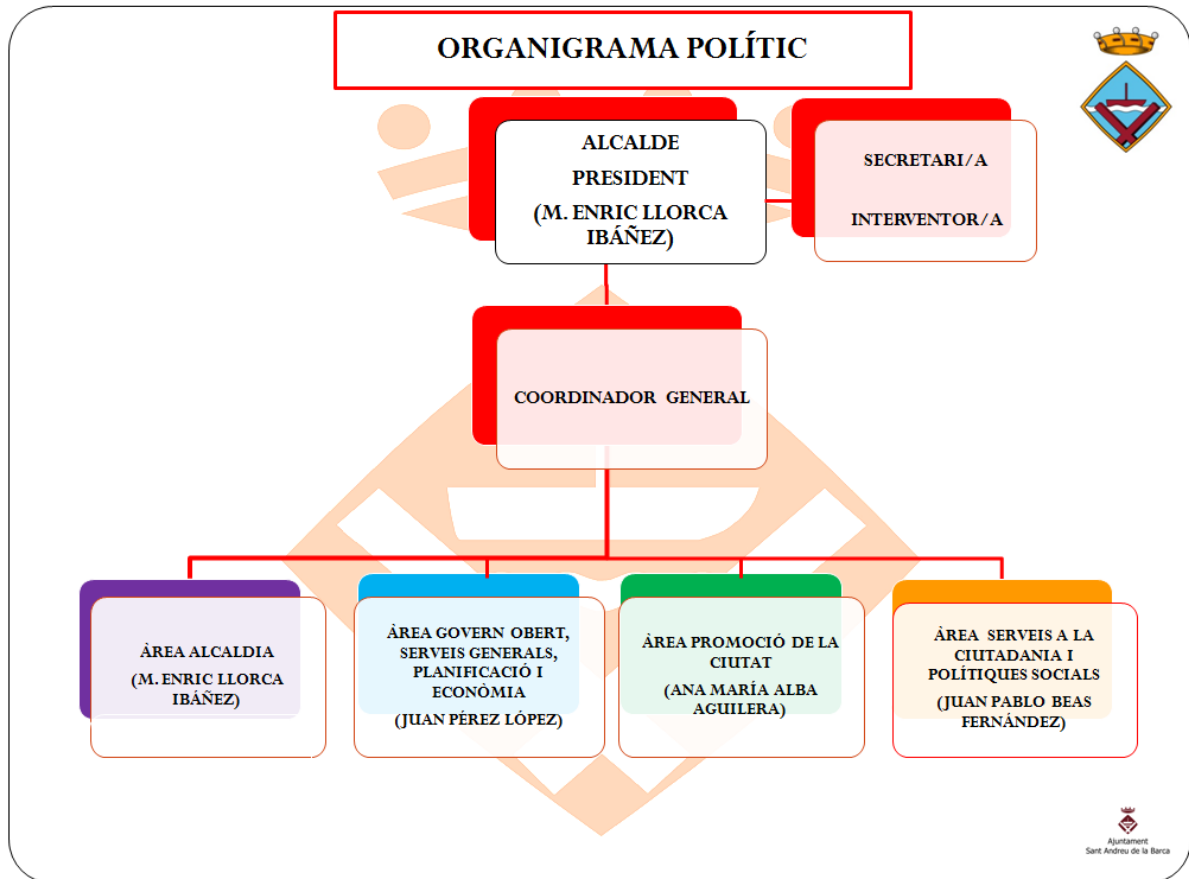 ORGANIGRAMA POLÍTIC
ALCALDE
PRESIDENT
(M. ENRIC LLORCA
IBÁÑEZ)
SECRETARI/A
INTERVENTOR/A
COORDINADOR GENERAL
ÀREA ALCALDIA
(M. ENRIC LLORCA
IBÁÑEZ)
ÀREA GOVERN OBERT,
SERVEIS GENERALS,
PLANIFICACIÓ I
ECONÒMIA
(JUAN PÉREZ LÓPEZ)
ÀREA PROMOCIÓ DE LA
CIUTAT
(ANA MARÍA ALBA
AGUILERA)
ÀREA SERVEIS A LA
CIUTADANIA I
POLÍTIQUES SOCIALS
(JUAN PABLO BEAS
FERNÁNDEZ)
Ajuntament
Sant Andreu de la Barca